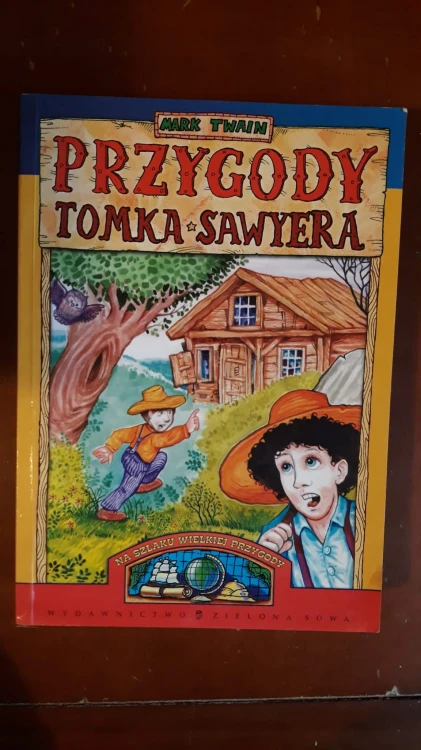 MARK TWAIN
PRZYGODY
TOMKA ★ SAWYERA
NA SZLAKU WIELKIEJ PRZYGODY
WYDAWNICTWO ZIELONA SOWA